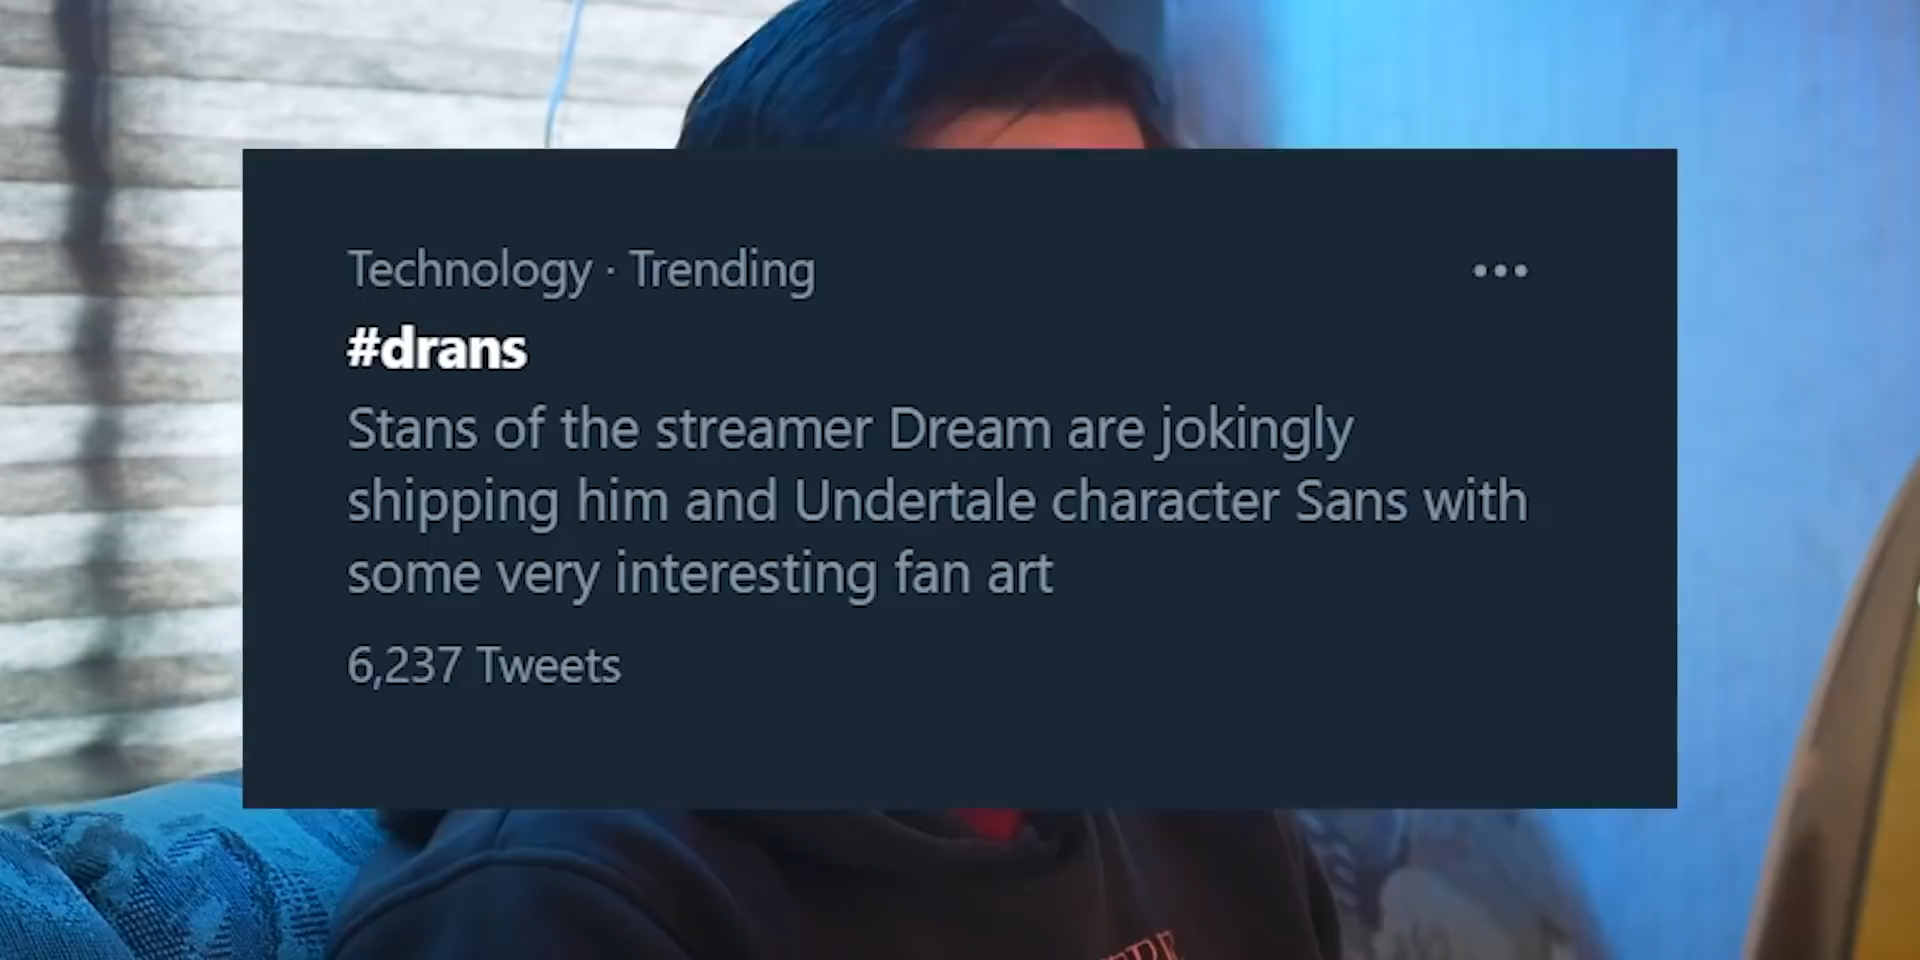 Technology · Trending
#drans
Stans of the streamer Dream are jokingly
shipping him and Undertale character Sans with
some very interesting fan art
6,237 Tweets